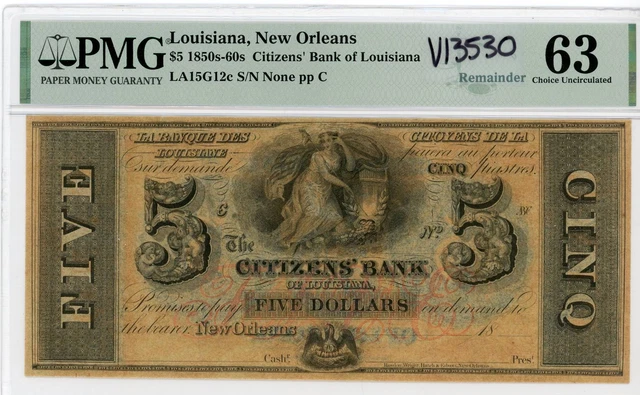 PMG
PAPER MONEY GUARANTY
Louisiana, New Orleans
$5 1850s-60s Citizens' Bank of Louisiana
LA15G12c S/N None pp C
V13530
Remainder
63
Choice Uncirculated
FIVE
LA BANQUE DES CITOYENS DE LA
LOUISIANE paiera au porteur
sur demande CINQ piastres.
5 C No. 5
The
CITIZENS' BANK
OF LOUISIANA,
Promises to pay FIVE DOLLARS on demand to
the bearer. New Orleans 18
Casht. Prest.
CINQ